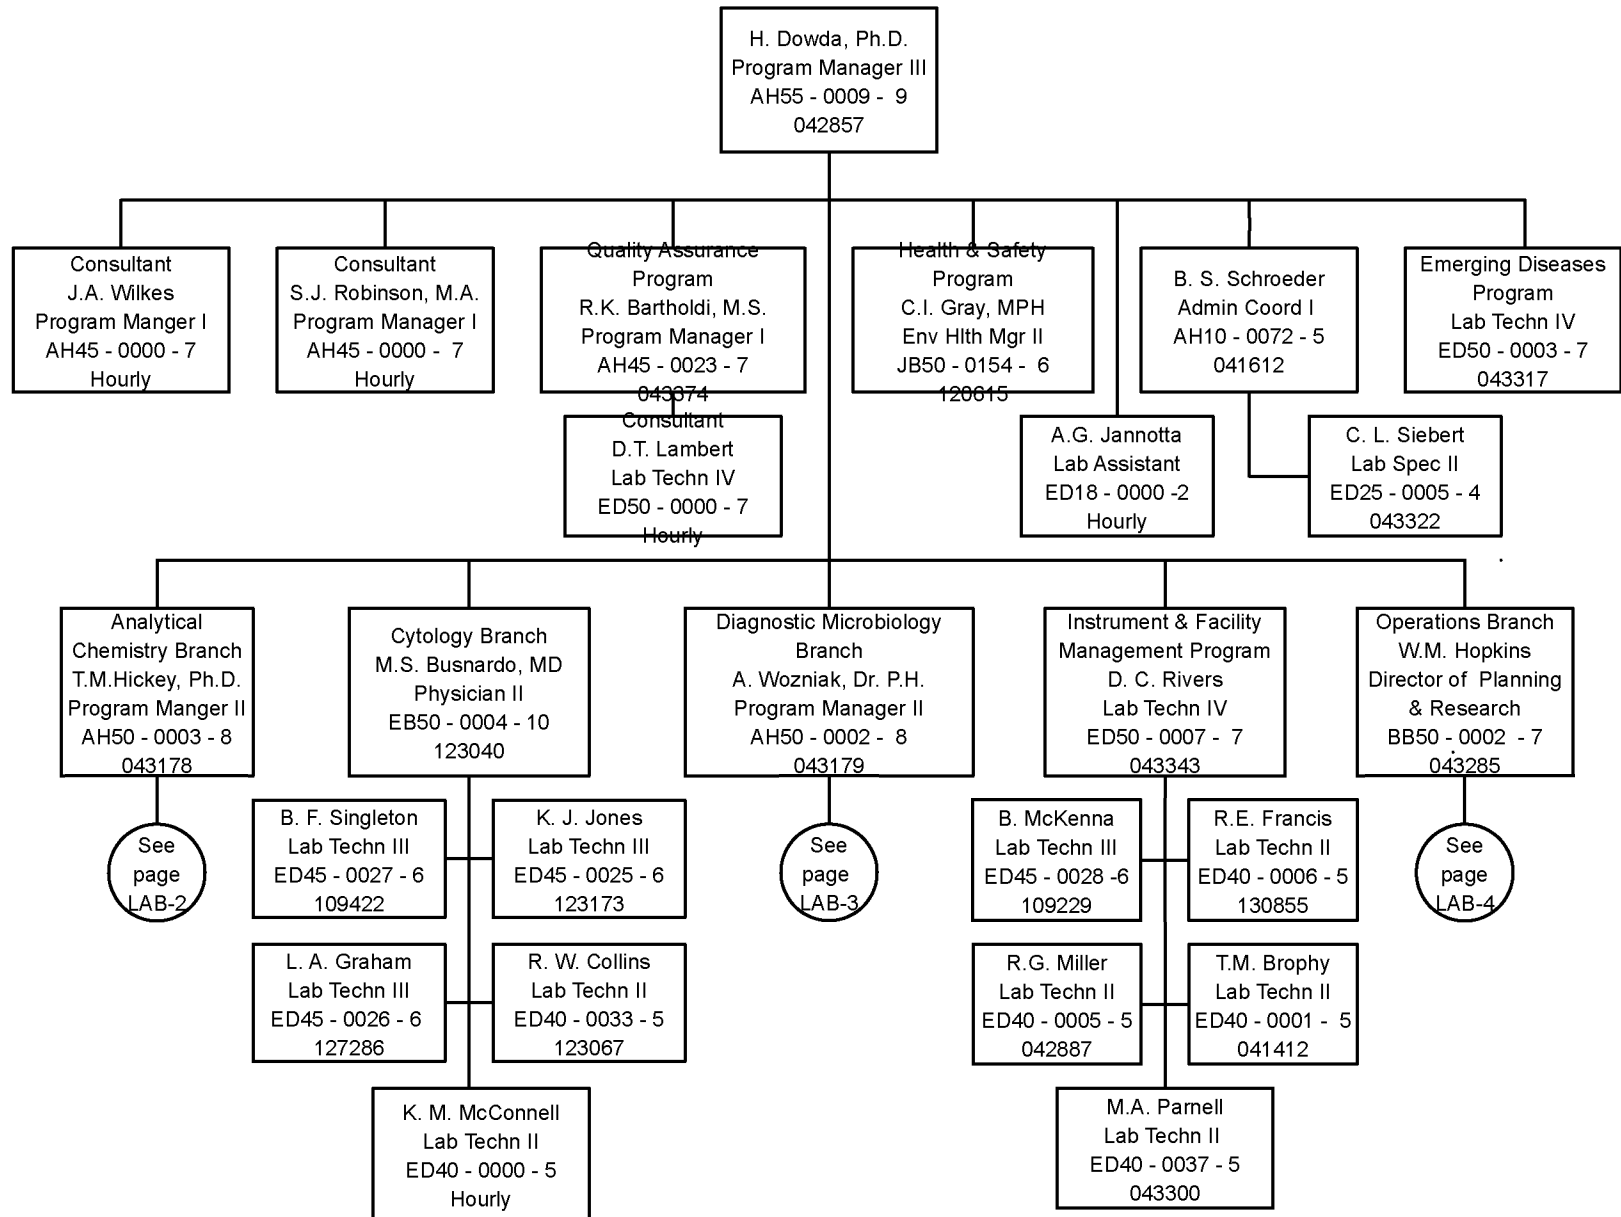 H. Dowda, Ph.D.
Program Manager III
AH55 - 0009 -  9
042857
Consultant
J.A. Wilkes
Program Manger I
AH45 - 0000 - 7
Hourly
Consultant
S.J. Robinson, M.A.
Program Manager I
AH45 - 0000 -  7
Hourly
Quality Assurance
Program
R.K. Bartholdi, M.S.
Program Manager I
AH45 - 0023 - 7
043374
Health & Safety
Program
C.I. Gray, MPH
Env Hlth Mgr II
JB50 - 0154 -  6
120615
B. S. Schroeder
Admin Coord I
AH10 - 0072 - 5
041612
Emerging Diseases
Program
Lab Techn IV
ED50 - 0003 - 7
043317
Consultant
D.T. Lambert
Lab Techn IV
ED50 - 0000 - 7
Hourly
A.G. Jannotta
Lab Assistant
ED18 - 0000 -2
Hourly
C. L. Siebert
Lab Spec II
ED25 - 0005 - 4
043322
Analytical
Chemistry Branch
T.M.Hickey, Ph.D.
Program Manger II
AH50 - 0003 - 8
043178
Cytology Branch
M.S. Busnardo, MD
Physician II
EB50 - 0004 - 10
123040
Diagnostic Microbiology
Branch
A. Wozniak, Dr. P.H.
Program Manager II
AH50 - 0002 -  8
043179
Instrument & Facility
Management Program
D. C. Rivers
Lab Techn IV
ED50 - 0007 -  7
043343
Operations Branch
W.M. Hopkins
Director of  Planning
& Research
BB50 - 0002  - 7
043285
See
page
LAB-2
B. F. Singleton
Lab Techn III
ED45 - 0027 - 6
109422
K. J. Jones
Lab Techn III
ED45 - 0025 - 6
123173
See
page
LAB-3
B. McKenna
Lab Techn III
ED45 - 0028 -6
109229
R.E. Francis
Lab Techn II
ED40 - 0006 - 5
130855
See
page
LAB-4
L. A. Graham
Lab Techn III
ED45 - 0026 - 6
127286
R. W. Collins
Lab Techn II
ED40 - 0033 - 5
123067
R.G. Miller
Lab Techn II
ED40 - 0005 - 5
042887
T.M. Brophy
Lab Techn II
ED40 - 0001 -  5
041412
K. M. McConnell
Lab Techn II
ED40 - 0000 - 5
Hourly
M.A. Parnell
Lab Techn II
ED40 - 0037 - 5
043300